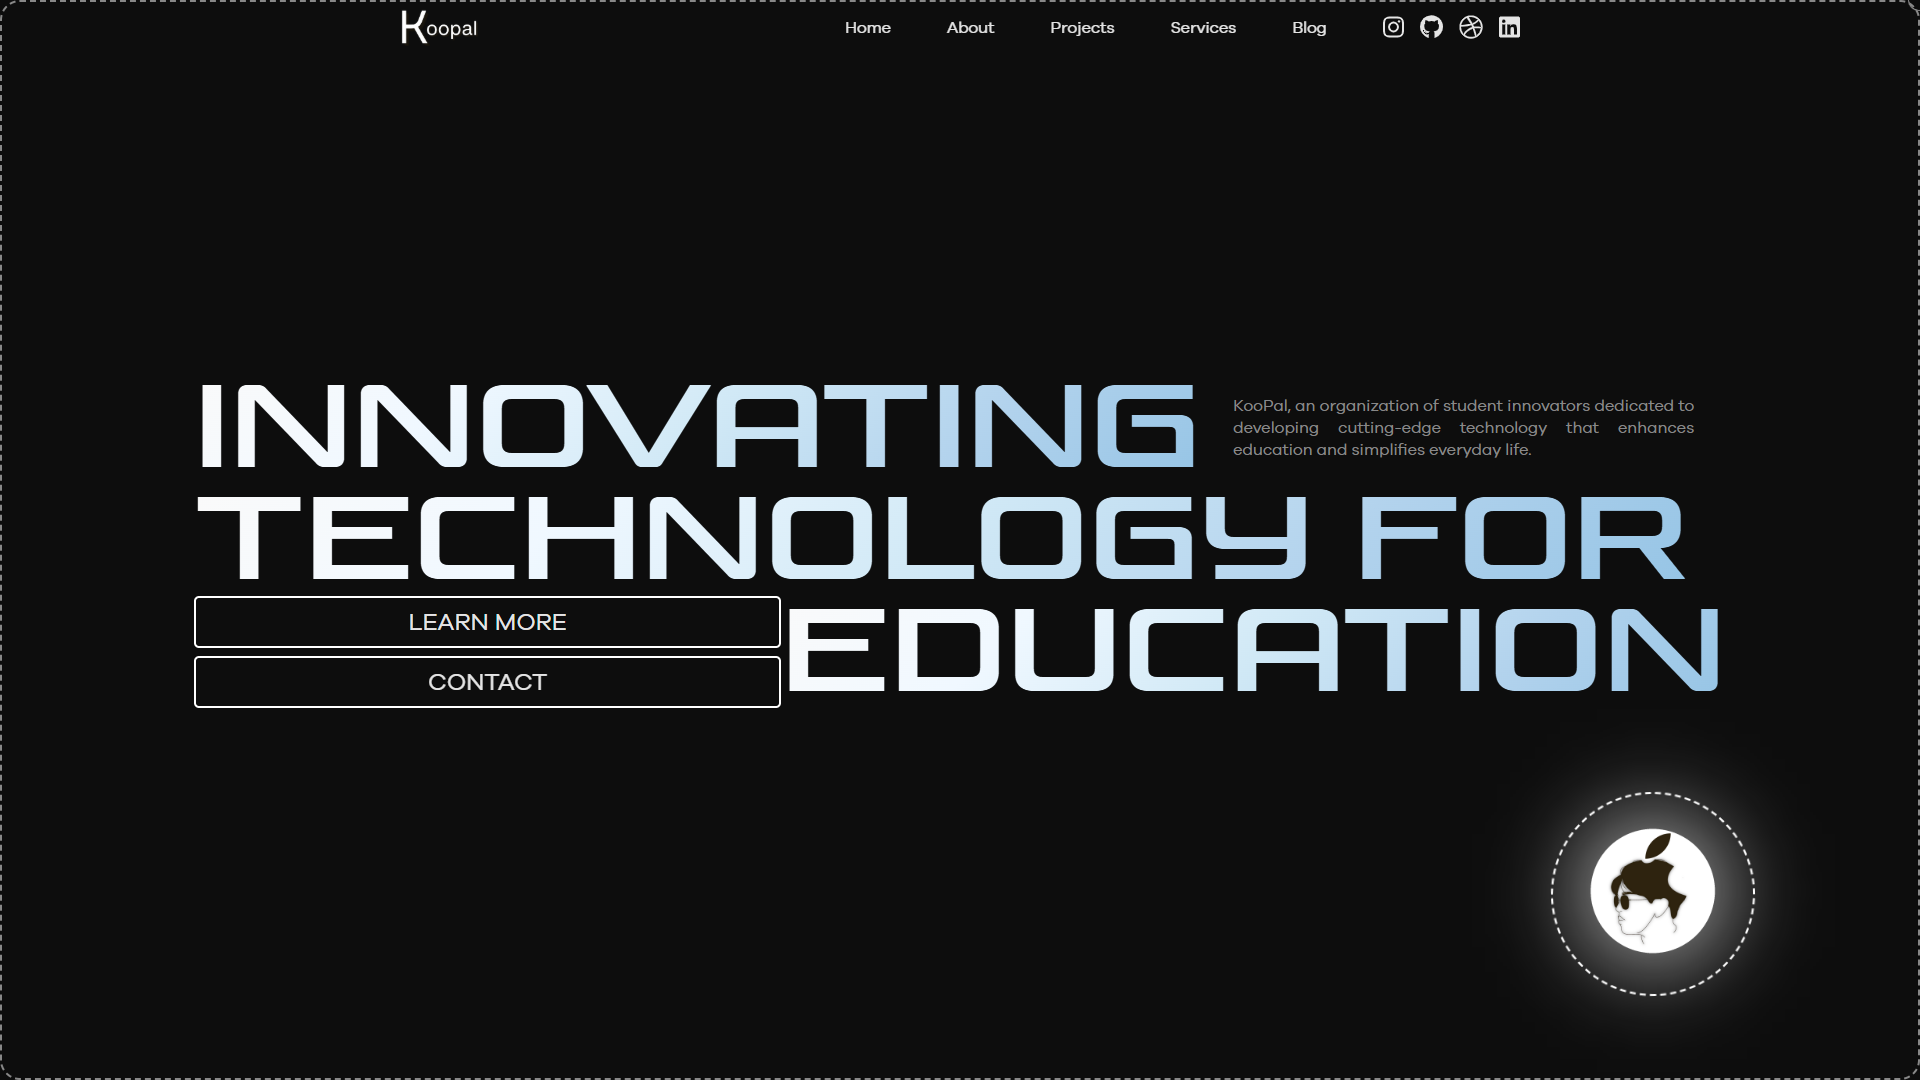 Koopal
Home About Projects Services Blog
INNOVATING
KooPal, an organization of student innovators dedicated to
developing cutting-edge technology that enhances
education and simplifies everyday life.
TECHNOLOGY FOR
LEARN MORE
CONTACT
EDUCATION